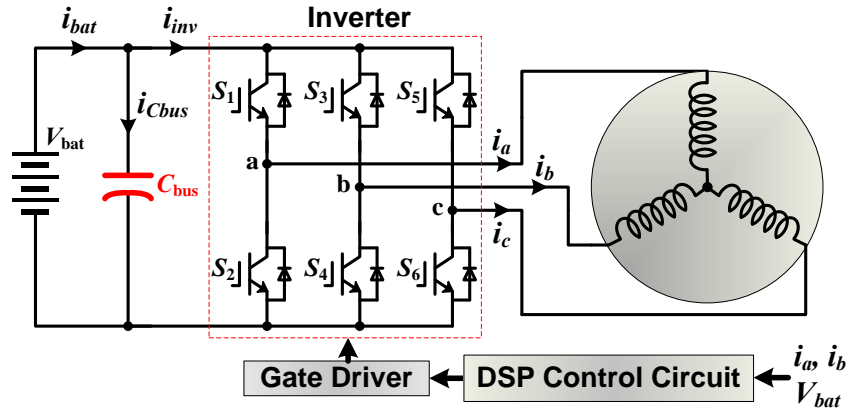 Inverter
i_bat
i_inv
S1
S3
S5
i_Cbus
i_a
V_bat
a
i_b
C_bus
b
c
i_c
S2
S4
S6
Gate Driver
DSP Control Circuit
i_a, i_b
V_bat